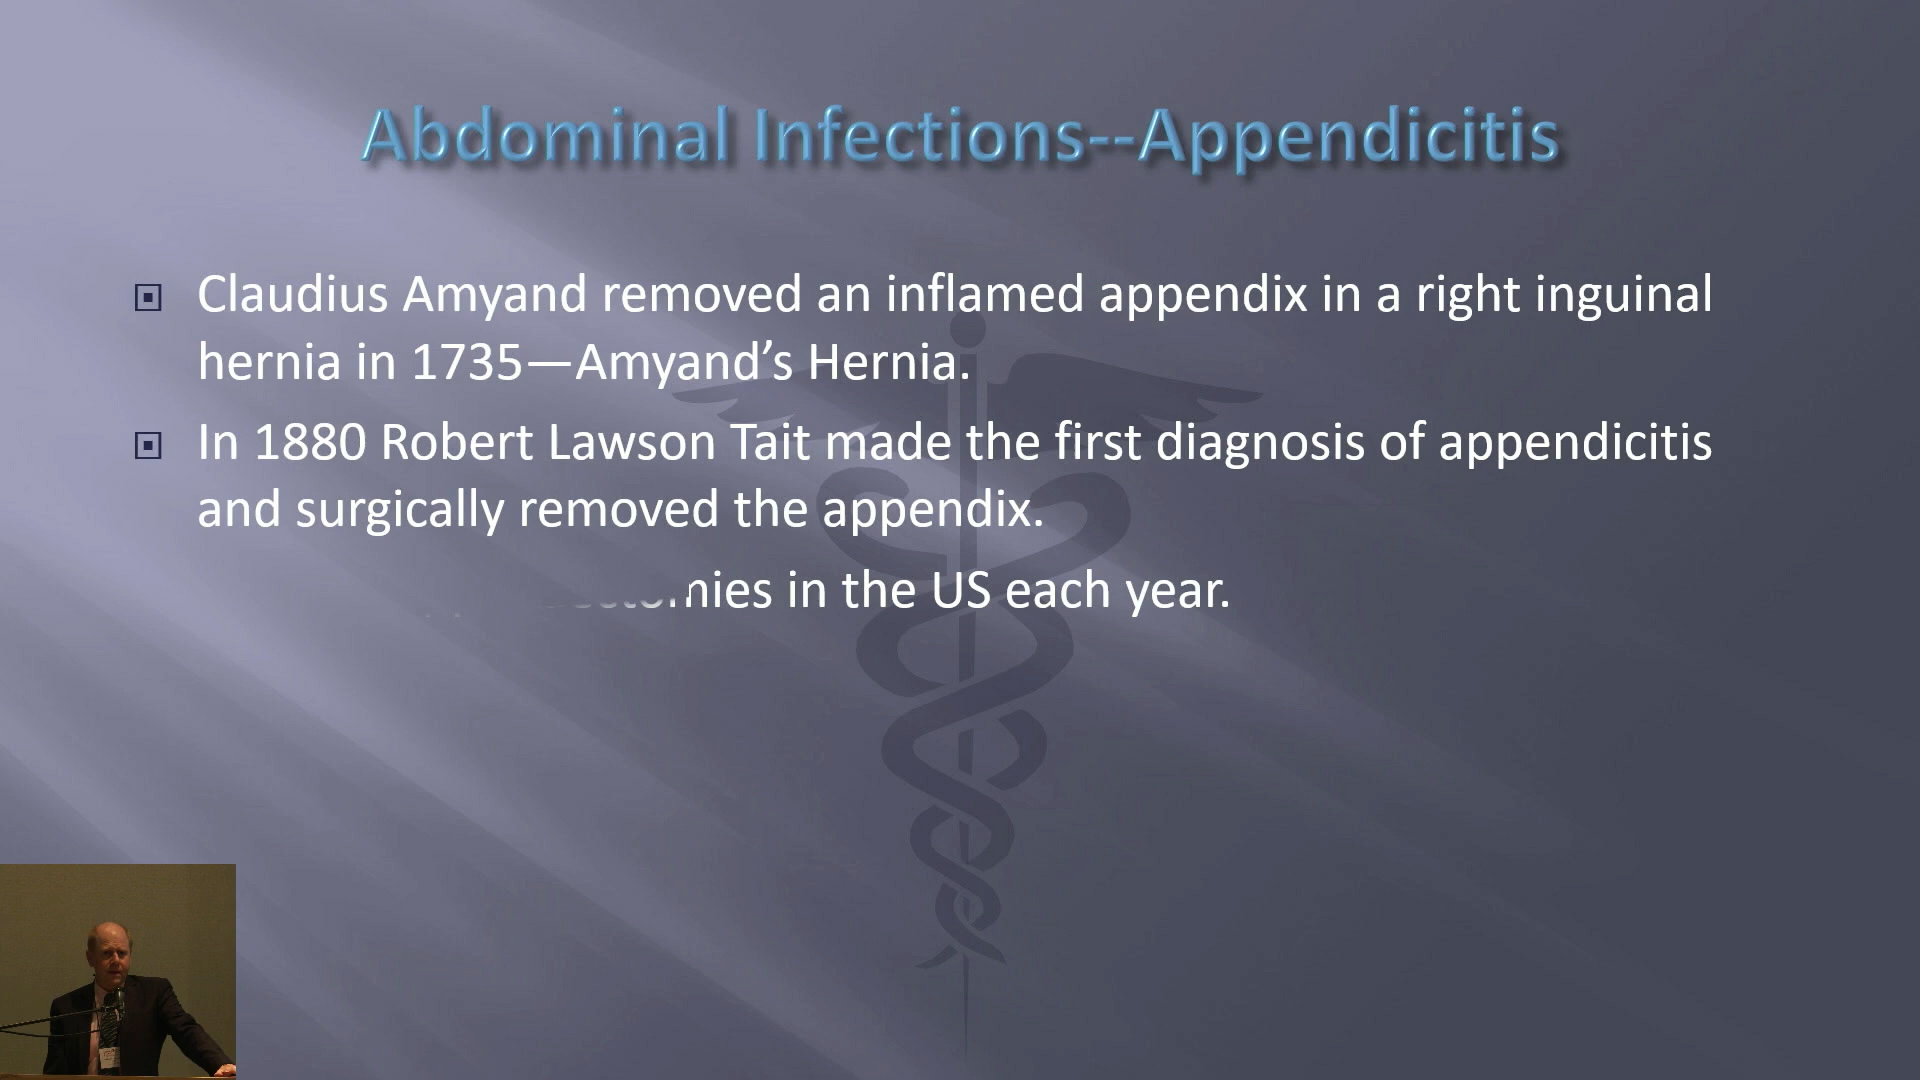 Abdominal Infections--Appendicitis
Claudius Amyand removed an inflamed appendix in a right inguinal
hernia in 1735—Amyand’s Hernia.
In 1880 Robert Lawson Tait made the first diagnosis of appendicitis
and surgically removed the appendix.
in the US each year.